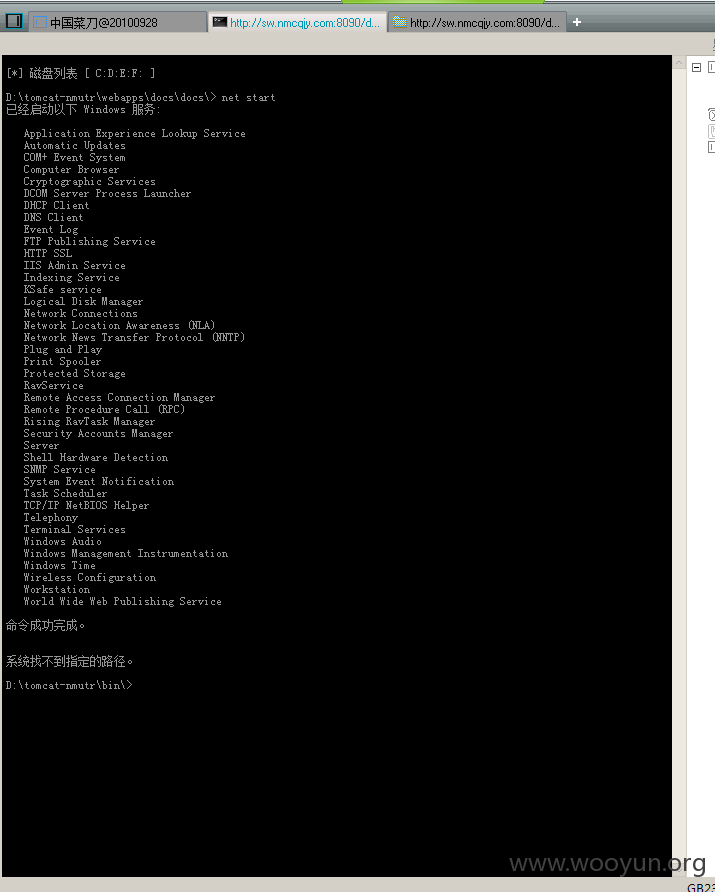 中国菜刀@20100928
http://sw.nmcqjy.com:8090/d...
http://sw.nmcqjy.com:8090/d...
[*] 磁盘列表 [ C:D:E:F: ]
D:\tomcat-nmutr\webapps\docs\docs\> net start
已经启动以下 Windows 服务:
Application Experience Lookup Service
Automatic Updates
COM+ Event System
Computer Browser
Cryptographic Services
DCOM Server Process Launcher
DHCP Client
DNS Client
Event Log
FTP Publishing Service
HTTP SSL
IIS Admin Service
Indexing Service
KSafe service
Logical Disk Manager
Network Connections
Network Location Awareness (NLA)
Network News Transfer Protocol (NNTP)
Plug and Play
Print Spooler
Protected Storage
RavService
Remote Access Connection Manager
Remote Procedure Call (RPC)
Rising RavTask Manager
Security Accounts Manager
Server
Shell Hardware Detection
SNMP Service
System Event Notification
Task Scheduler
TCP/IP NetBIOS Helper
Telephony
Terminal Services
Windows Audio
Windows Management Instrumentation
Windows Time
Wireless Configuration
Workstation
World Wide Web Publishing Service
命令成功完成。
系统找不到指定的路径。
D:\tomcat-nmutr\bin\>
www.wooyun.org